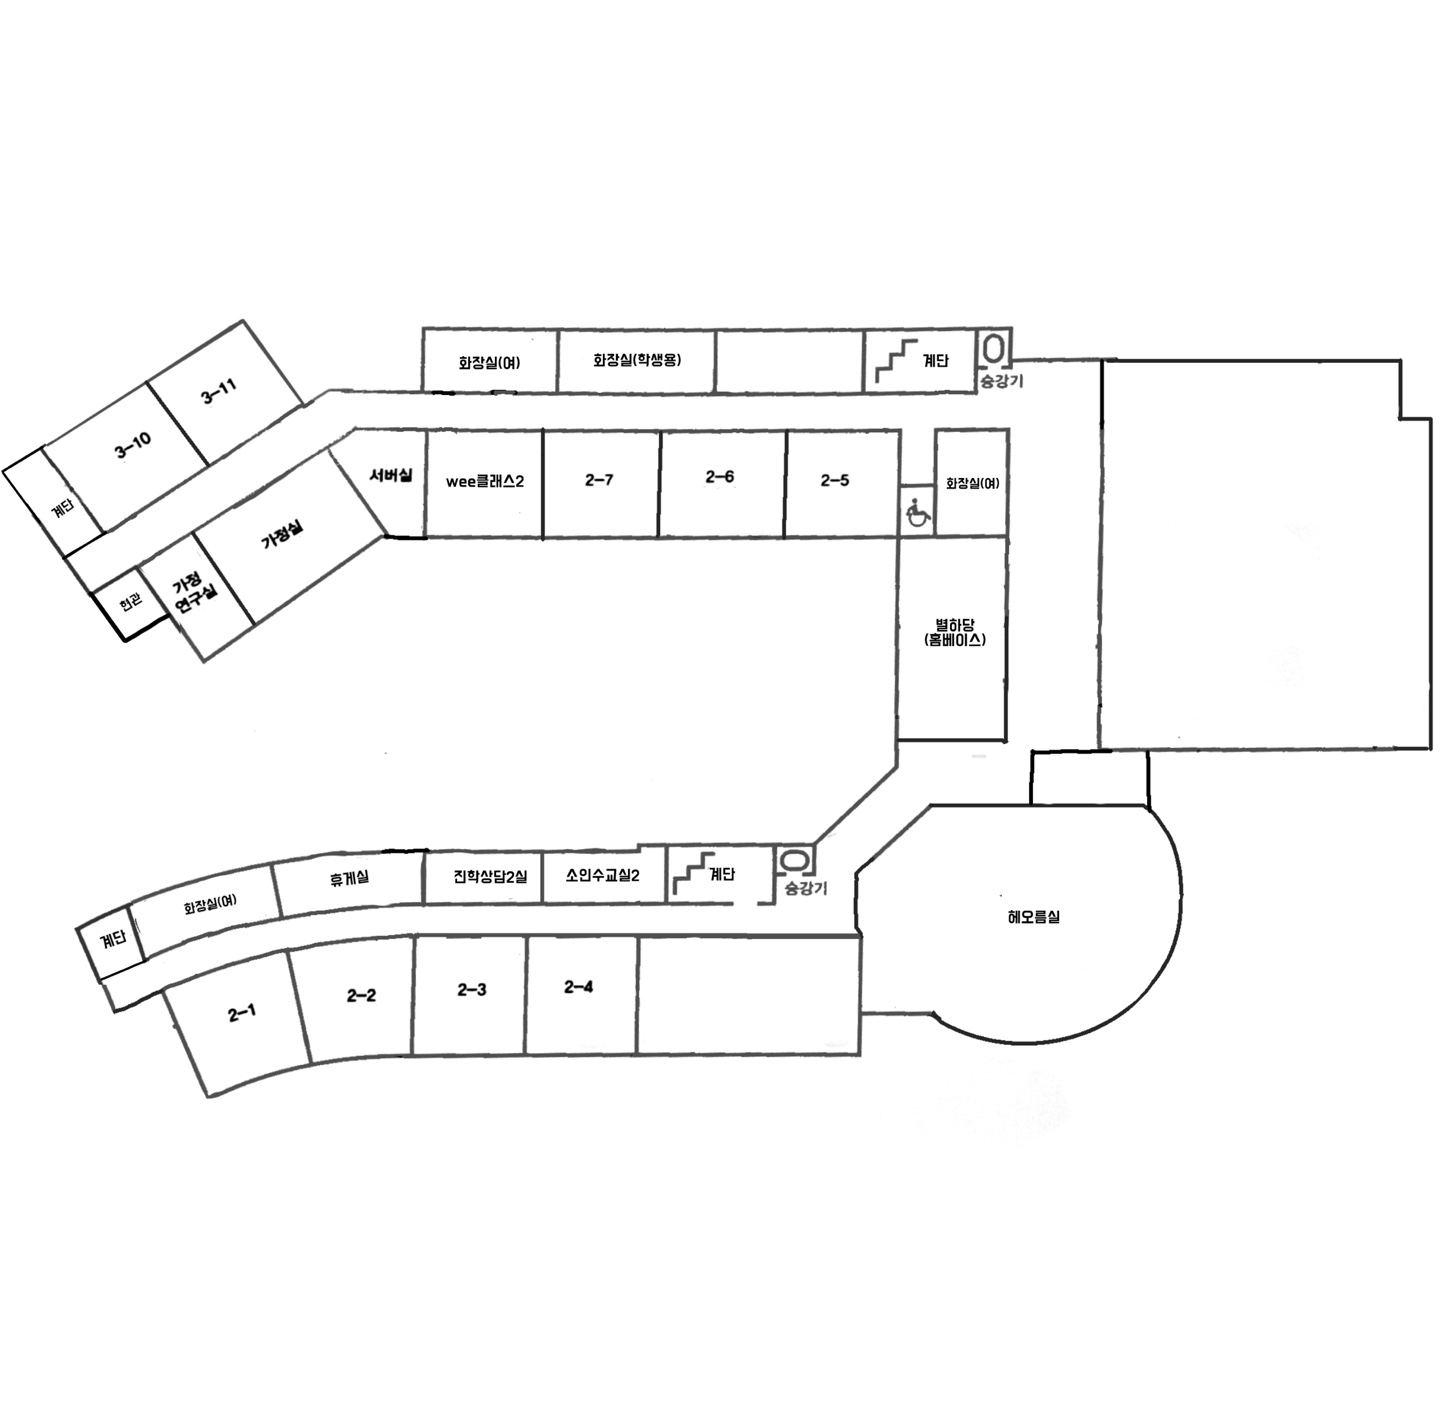 화장실(여)
화장실(학생용)
계단
승강기
3-11
3-10
계단
서버실
wee클래스2
2-7
2-6
2-5
화장실(여)
가정실
가정
연구실
현관
별하당
(홈베이스)
계단
화장실(여)
휴게실
진학상담2실
소인수교실2
계단
승강기
헤오름실
2-1
2-2
2-3
2-4